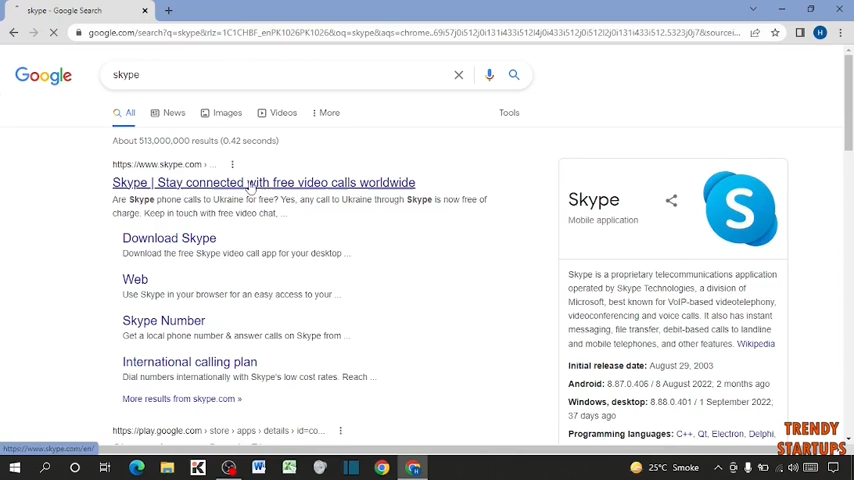 skype - Google Search
google.com/search?q=skype&rlz=1C1CHBF_enPK1026PK1026&oq=skype&aqs=chrome..69i57j0i512j0i131i433i512l4j0i512j0i131i433i512j0i512l2j0i131i433i512.5323j0j7&sourcei...
H
Google
skype
All
News
Images
Videos
More
Tools
About 513,000,000 results (0.42 seconds)
https://www.skype.com › ...
Skype | Stay connected with free video calls worldwide
Are Skype phone calls to Ukraine for free? Yes, any call to Ukraine through Skype is now free of
charge. Keep in touch with free video chat, ...
Download Skype
Download the free Skype video call app for your desktop ...
Web
Use Skype in your browser for an easy access to your ...
Skype Number
Get a local phone number & answer calls on Skype from ...
International calling plan
Dial numbers internationally with Skype's low cost rates. Reach ...
More results from skype.com »
https://play.google.com › store › apps › details › id=co...
Skype
Mobile application
S
Skype is a proprietary telecommunications application
operated by Skype Technologies, a division of
Microsoft, best known for VoIP-based videotelephony,
videoconferencing and voice calls. It also has instant
messaging, file transfer, debit-based calls to landline
and mobile telephones, and other features. Wikipedia
Initial release date: August 29, 2003
Android: 8.87.0.406 / 8 August 2022; 2 months ago
Windows, desktop: 8.88.0.401 / 1 September 2022;
37 days ago
Programming languages: C++, Qt, Electron, Delphi,
TRENDY
STARTUPS
https://www.skype.com/en/
25°C Smoke